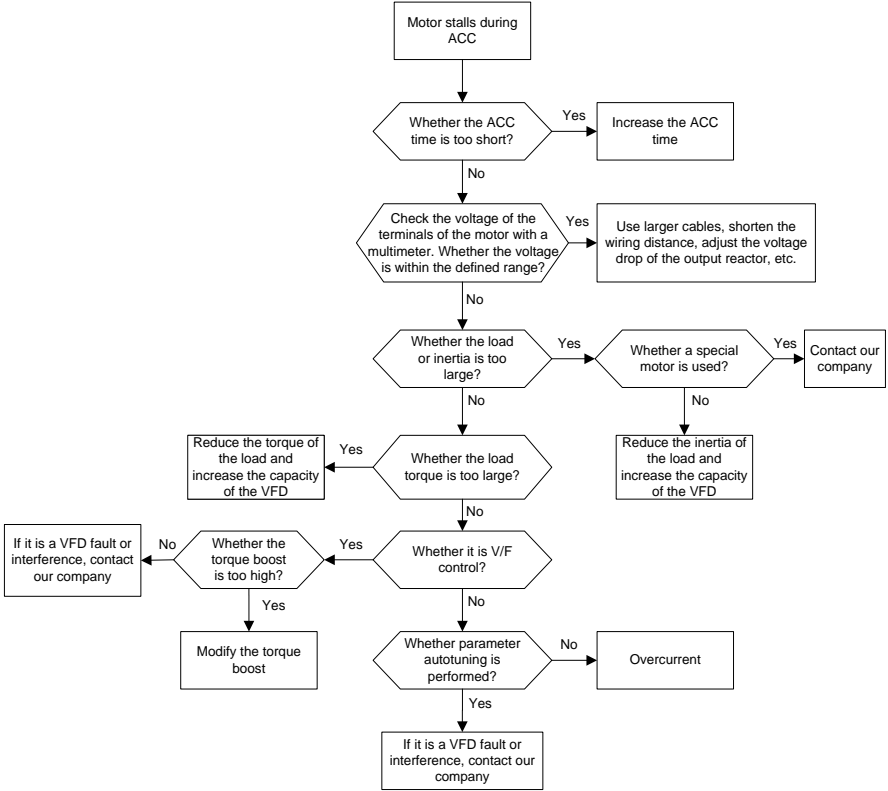 Motor stalls during
ACC
Whether the ACC
time is too short?
Yes
Increase the ACC
time
No
Check the voltage of the
terminals of the motor with a
multimeter. Whether the voltage
is within the defined range?
Yes
Use larger cables, shorten the
wiring distance, adjust the voltage
drop of the output reactor, etc.
No
Whether the load
or inertia is too
large?
Yes
Whether a special
motor is used?
Yes
Contact our
company
No
No
Reduce the torque of
the load and
increase the capacity
of the VFD
Yes
Whether the load
torque is too large?
Reduce the inertia of
the load and
increase the capacity
of the VFD
No
If it is a VFD fault or
interference, contact
our company
No
Whether the
torque boost
is too high?
Yes
Whether it is V/F
control?
Yes
No
Modify the torque
boost
Whether parameter
autotuning is
performed?
No
Overcurrent
Yes
If it is a VFD fault or
interference, contact our
company